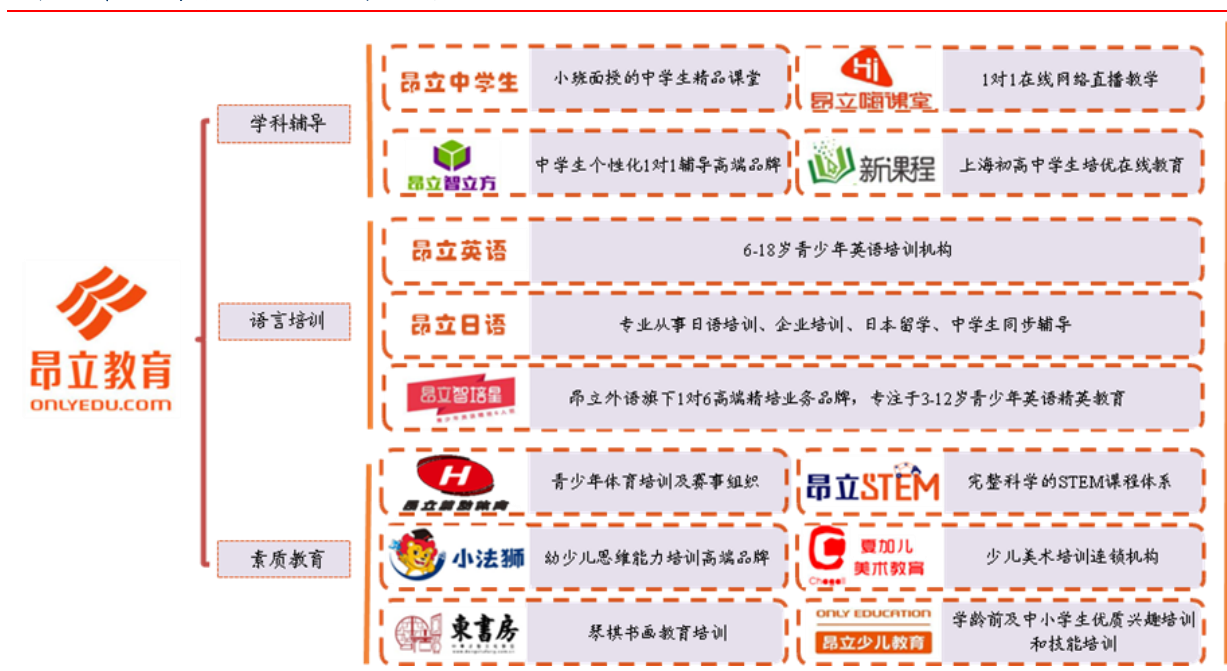 学科辅导
昂立中学生
小班面授的中学生精品课堂
Hi
昂立嗨课堂
1对1在线网络直播教学
昂立智立方
中学生个性化1对1辅导高端品牌
新课程
上海初高中学生培优在线教育
昂立教育
ONLYEDU.COM
语言培训
昂立英语
6-18岁青少年英语培训机构
昂立日语
专业从事日语培训、企业培训、日本留学、中学生同步辅导
昂立智培星
昂立外语旗下1对6高端精培业务品牌，专注于3-12岁青少年英语精英教育
素质教育
H
青少年体育培训及赛事组织
昂立STEM
完整科学的STEM课程体系
小法狮
幼少儿思维能力培训高端品牌
夏加儿
美术教育
Chagall
少儿美术培训连锁机构
東書房
琴棋书画教育培训
ONLY EDUCATION
昂立少儿教育
学龄前及中小学生优质兴趣培训
和技能培训